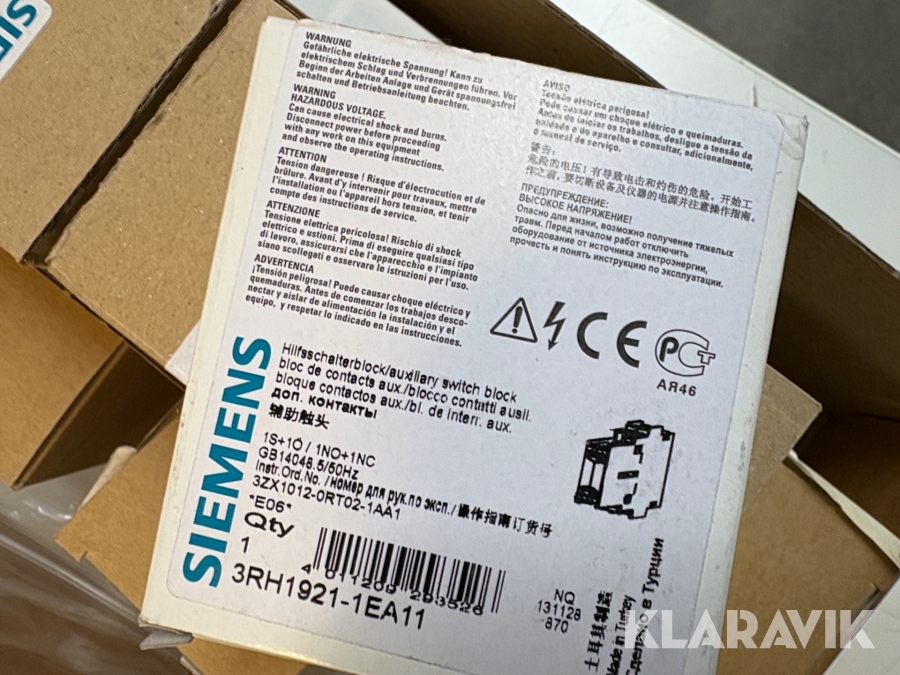 WARNUNG
Gefährliche elektrische Spannung! Kann zu
elektrischem Schlag und Verbrennungen führen. Vor
Beginn der Arbeiten Anlage und Gerät spannungsfrei
schalten und Betriebsanleitung beachten.
WARNING
HAZARDOUS VOLTAGE.
Can cause electrical shock and burns.
Disconnect power before proceeding
with any work on this equipment
and observe the operating instructions.
ATTENTION
Tension dangereuse ! Risque d'électrocution et de
brûlure. Avant d'y intervenir pour travaux, mettre
l'installation ou l'appareil hors tension, et tenir
compte des instructions de service.
ATTENZIONE
Tensione elettrica pericolosa! Rischio di shock
elettrico e ustioni. Prima di eseguire qualsiasi tipo
di lavoro, assicurarsi che l'apparecchio e l'impianto
siano scollegati e osservare le istruzioni per l'uso.
ADVERTENCIA
¡Tensión peligrosa! Puede causar choque eléctrico y
quemaduras. Antes de comenzar los trabajos desco-
nectar y aislar de alimentación la instalación y el
equipo, y respetar lo indicado en las instrucciones.
AVISO
Tensão elétrica perigosa!
Pode causar um choque elétrico e queimaduras.
Antes de iniciar os trabalhos, desligue a tensão da
unidade e do aparelho e consultar, adicionalmente,
o manual de serviço.
警告:
危险的电压!有导致电击和灼伤的危险。开始工
作之前,要切断设备及仪器的电源并注意操作指南。
ПРЕДУПРЕЖДЕНИЕ:
ВЫСОКОЕ НАПРЯЖЕНИЕ!
Опасно для жизни, возможно получение тяжелых
травм. Перед началом работ отключить
оборудование от источника электроэнергии,
прочесть и понять инструкцию по эксплуатации.
CE
AR46
SIEMENS
Hilfsschalterblock/auxiliary switch block
bloc de contacts aux./blocco contatti ausil.
bloque contactos aux./bl. de interr. aux.
доп. контакты
辅助触头
1S+1Ö / 1NO+1NC
GB14048.5/50Hz
Instr.Ord.No. / номер для рук.по эксп./操作指南订货号
3ZX1012-0RT02-1AA1
*E06*
Qty
1
3RH1921-1EA11
NQ
131128
870
土耳其制造
Made in Turkey
Сделано в Турции
KLARAVIK